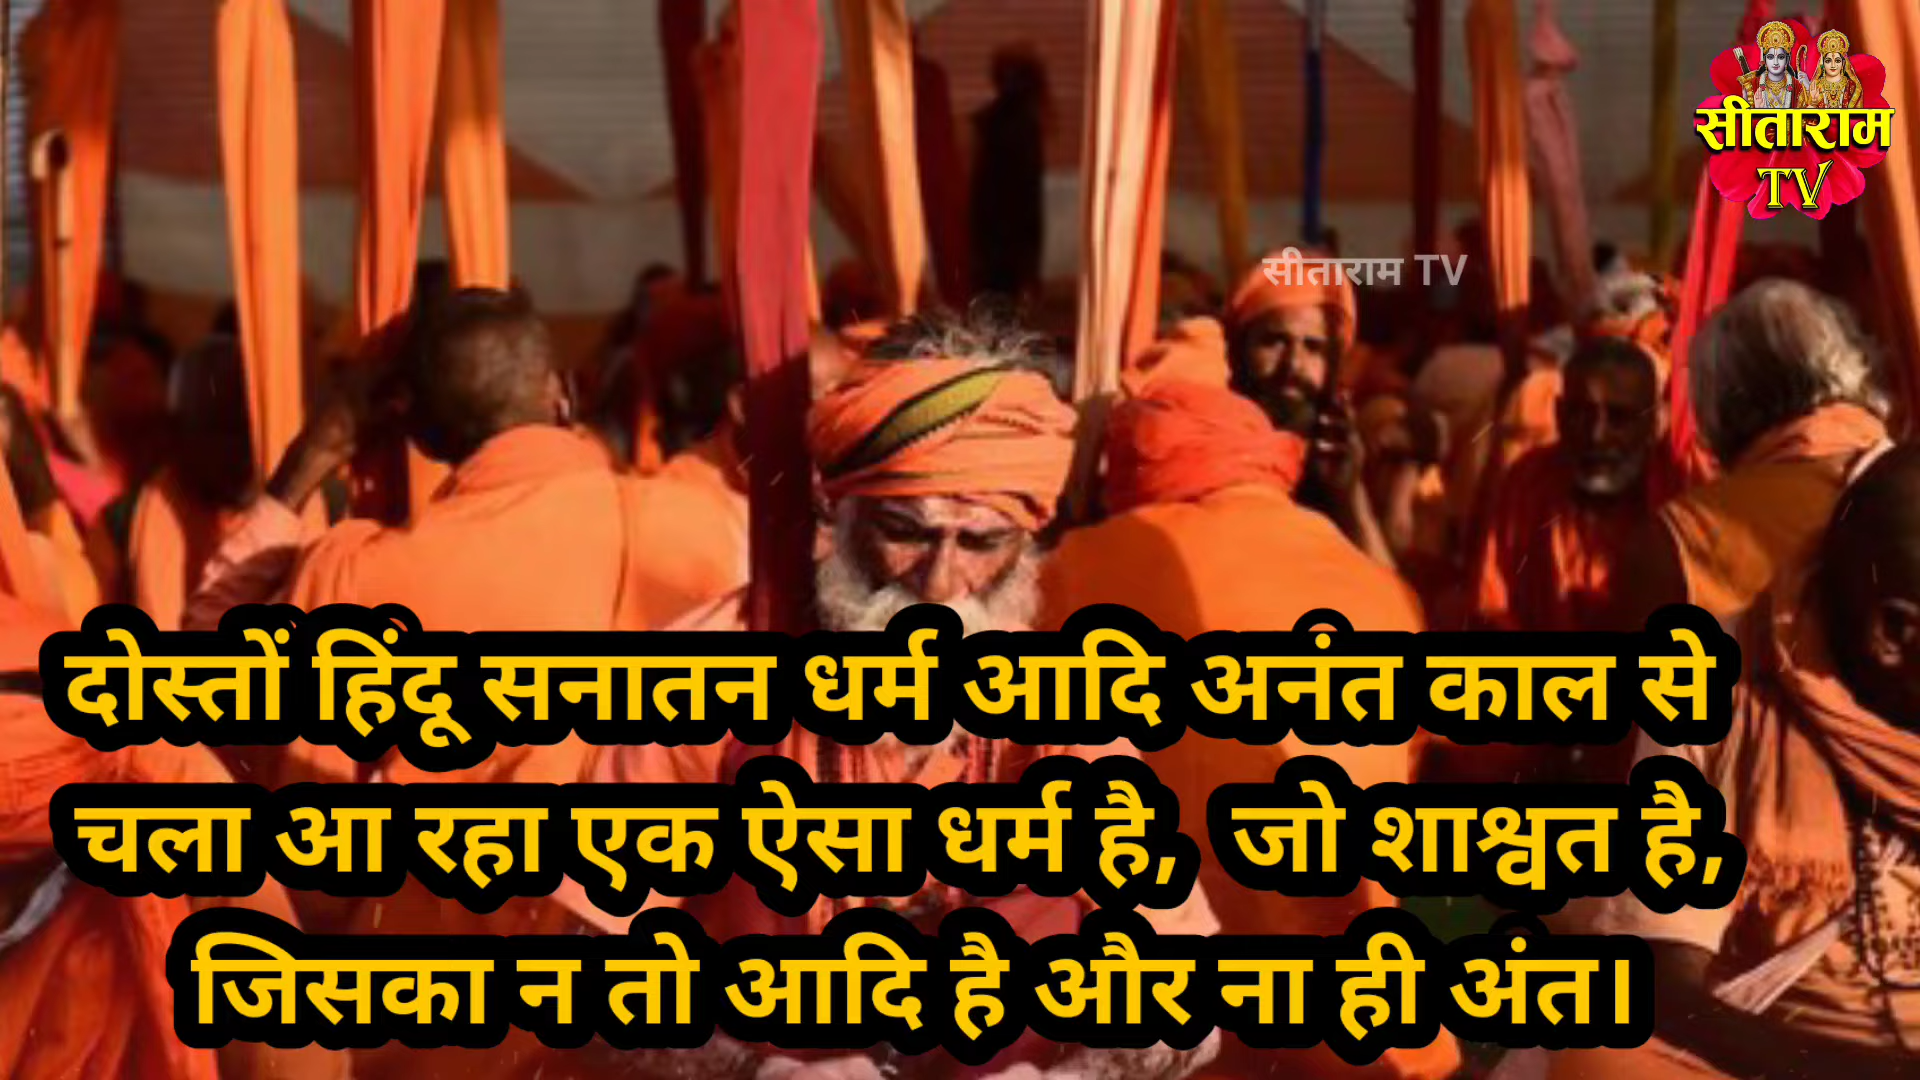 सीताराम
TV
सीताराम TV
दोस्तों हिंदू सनातन धर्म आदि अनंत काल से
चला आ रहा एक ऐसा धर्म है, जो शाश्वत है,
जिसका न तो आदि है और ना ही अंत।